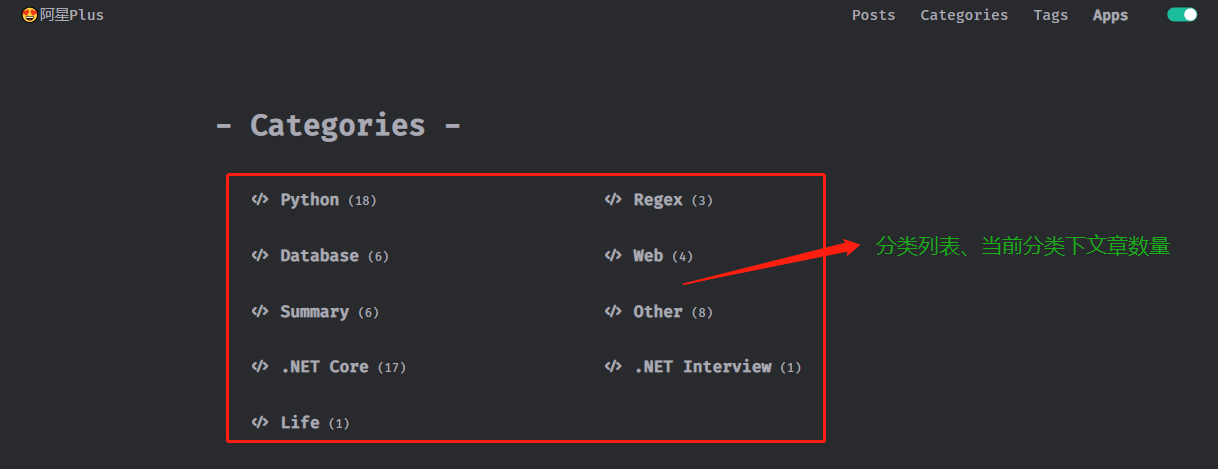 😍阿星Plus Posts Categories Tags Apps
- Categories -
</> Python (18) </> Regex (3)
</> Database (6) </> Web (4)
分类列表、当前分类下文章数量
</> Summary (6) </> Other (8)
</> .NET Core (17) </> .NET Interview (1)
</> Life (1)